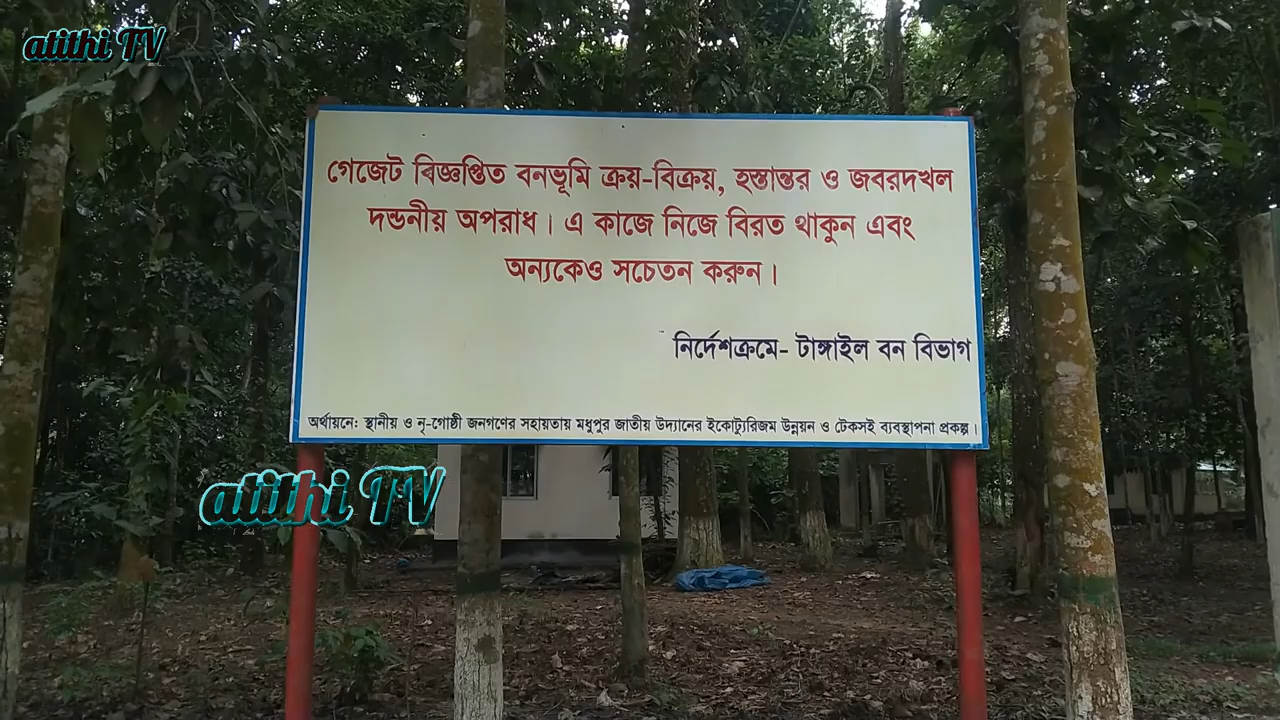 atithi TV
গেজেট বিজ্ঞপ্তিত বনভূমি ক্রয়-বিক্রয়, হস্তান্তর ও জবরদখল
দন্ডনীয় অপরাধ। এ কাজে নিজে বিরত থাকুন এবং
অন্যকেও সচেতন করুন।
নির্দেশক্রমে- টাঙ্গাইল বন বিভাগ
অর্থায়নে: স্থানীয় ও নৃ-গোষ্ঠী জনগণের সহায়তায় মধুপুর জাতীয় উদ্যানের ইকোট্যুরিজম উন্নয়ন ও টেকসই ব্যবস্থাপনা প্রকল্প।
atithi TV